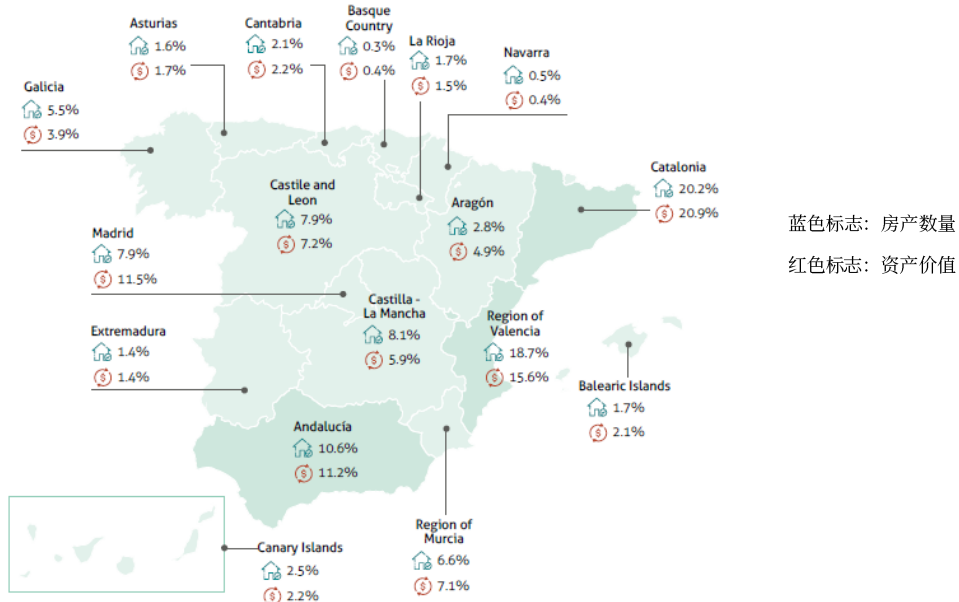 Asturias
1.6%
1.7%
Cantabria
2.1%
2.2%
Basque
Country
0.3%
0.4%
La Rioja
1.7%
1.5%
Navarra
0.5%
0.4%
Galicia
5.5%
3.9%
Castile and
Leon
7.9%
7.2%
Aragón
2.8%
4.9%
Catalonia
20.2%
20.9%
蓝色标志：房产数量
红色标志：资产价值
Madrid
7.9%
11.5%
Castilla -
La Mancha
8.1%
5.9%
Region of
Valencia
18.7%
15.6%
Extremadura
1.4%
1.4%
Balearic Islands
1.7%
2.1%
Andalucía
10.6%
11.2%
Region of
Murcia
6.6%
7.1%
Canary Islands
2.5%
2.2%